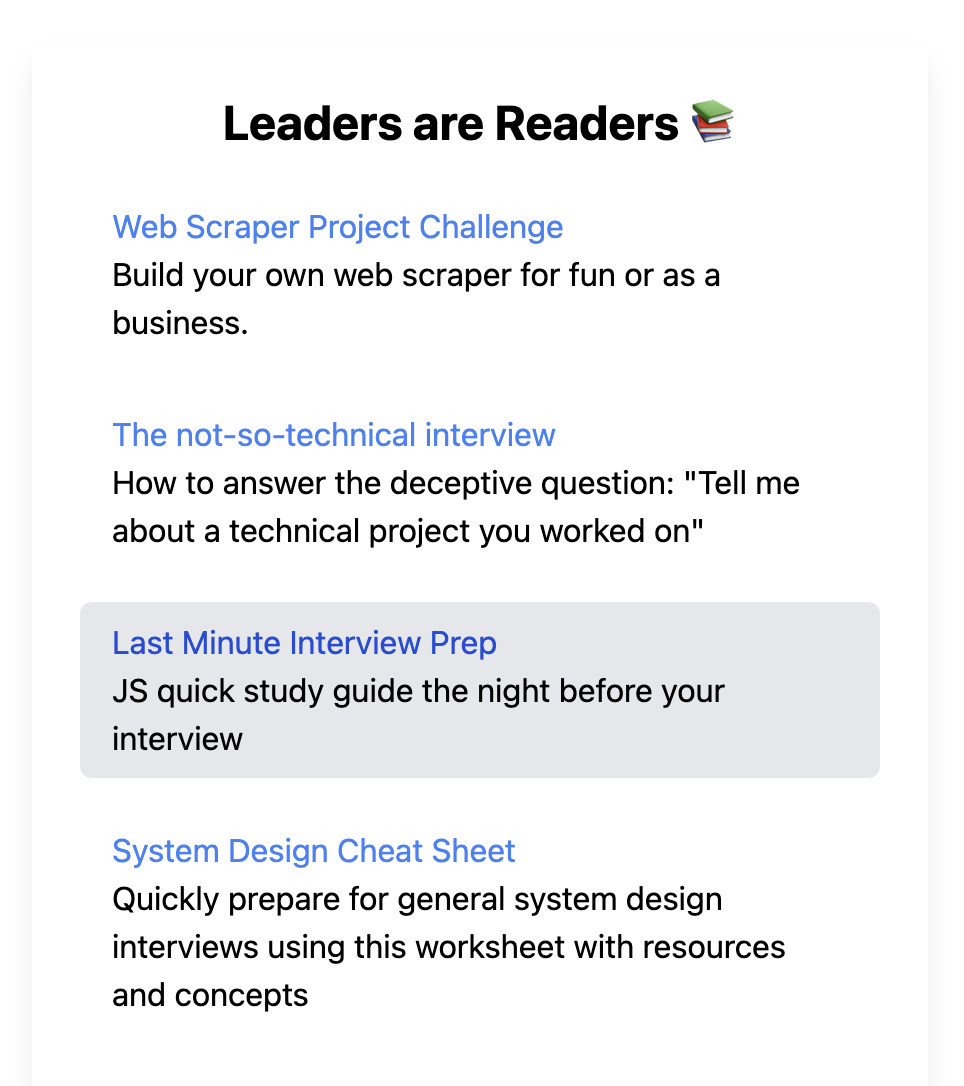 Leaders are Readers 📚
Web Scraper Project Challenge
Build your own web scraper for fun or as a
business.
The not-so-technical interview
How to answer the deceptive question: "Tell me
about a technical project you worked on"
Last Minute Interview Prep
JS quick study guide the night before your
interview
System Design Cheat Sheet
Quickly prepare for general system design
interviews using this worksheet with resources
and concepts